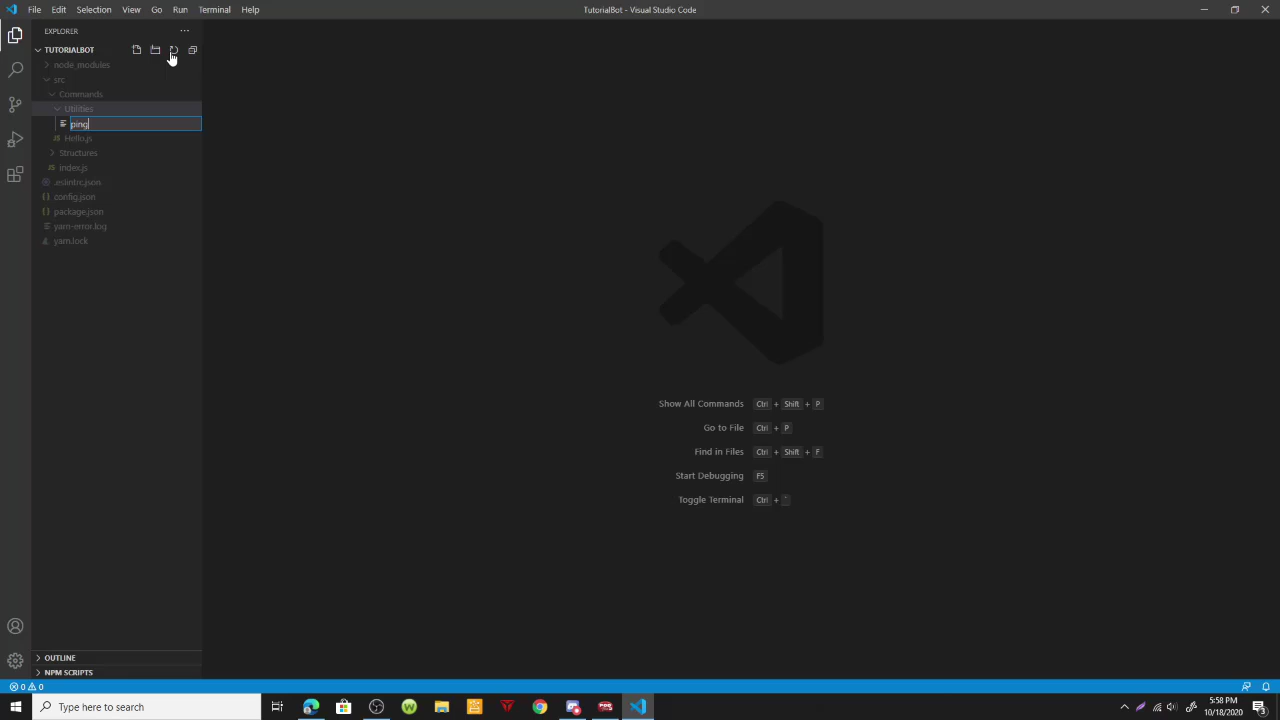 File Edit Selection View Go Run Terminal Help
TutorialBot - Visual Studio Code
EXPLORER
TUTORIALBOT
node_modules
src
Commands
Utilities
ping
Hello.js
Structures
index.js
.eslintrc.json
config.json
package.json
yarn-error.log
yarn.lock
Show All Commands Ctrl + Shift + P
Go to File Ctrl + P
Find in Files Ctrl + Shift + F
Start Debugging F5
Toggle Terminal Ctrl + `
OUTLINE
NPM SCRIPTS
0 0
Type here to search
5:58 PM
10/18/2020